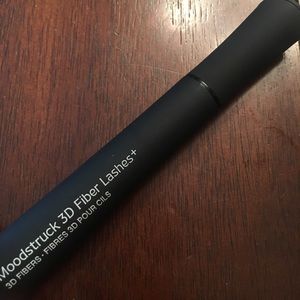 Moodstruck 3D Fiber Lashes+
3D FIBERS · FIBRES 3D POUR CILS